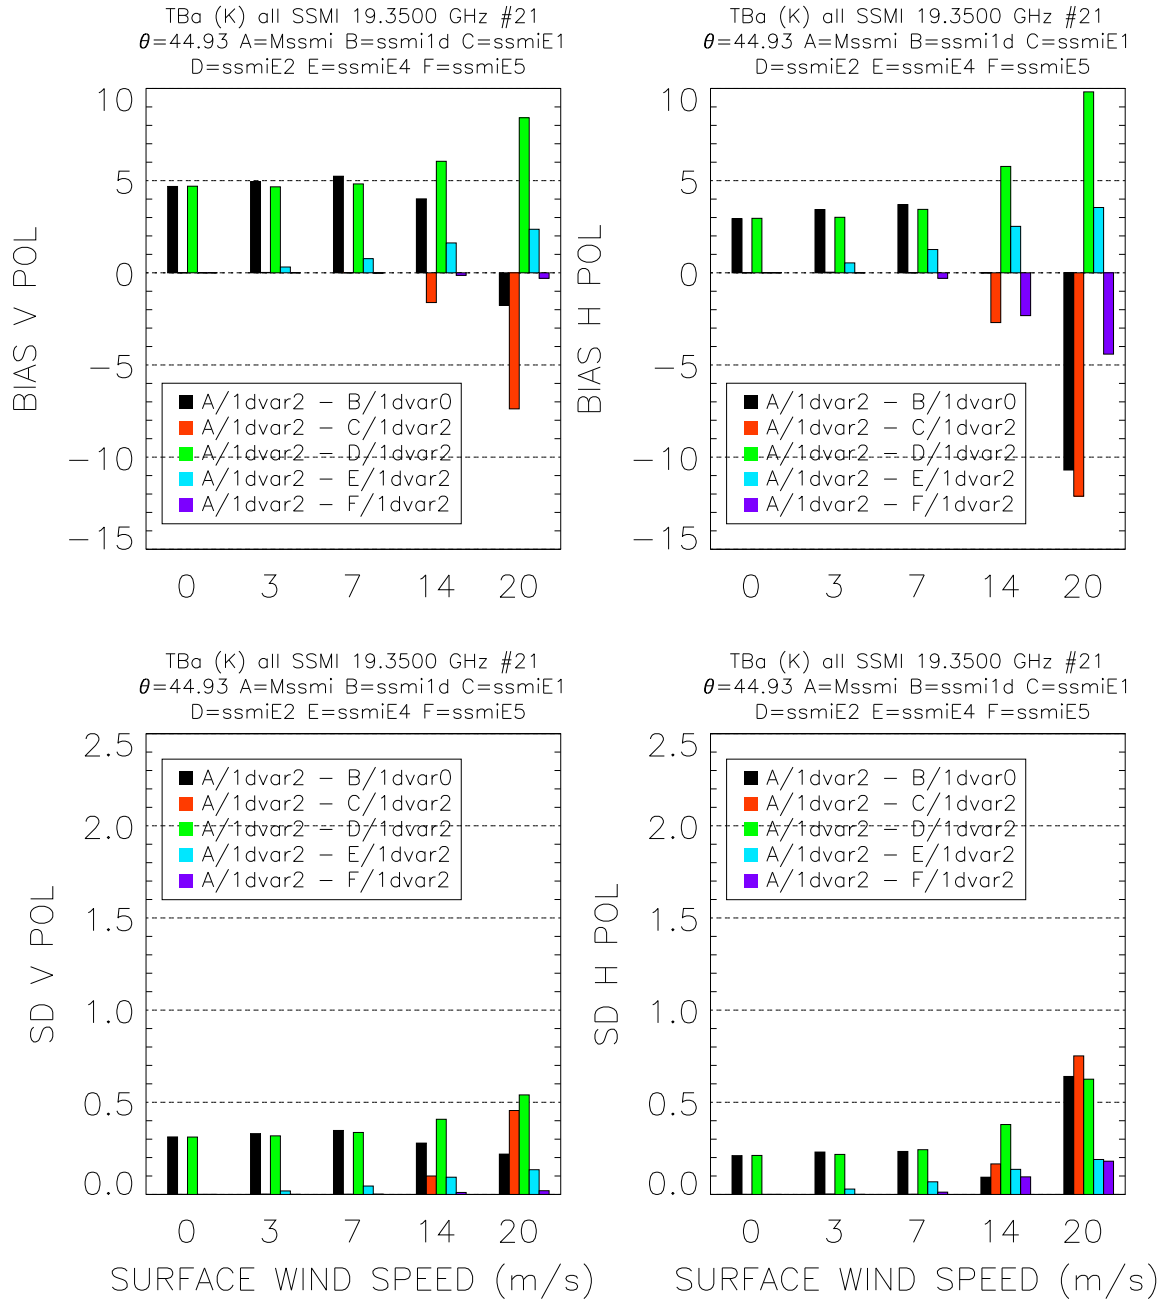 TBa (K) all SSMI 19.3500 GHz #21
θ=44.93 A=Mssmi B=ssmi1d C=ssmiE1
D=ssmiE2 E=ssmiE4 F=ssmiE5
BIAS V POL
10
5
0
-5
-10
-15
A/1dvar2 - B/1dvar0
A/1dvar2 - C/1dvar2
A/1dvar2 - D/1dvar2
A/1dvar2 - E/1dvar2
A/1dvar2 - F/1dvar2
0 3 7 14 20
TBa (K) all SSMI 19.3500 GHz #21
θ=44.93 A=Mssmi B=ssmi1d C=ssmiE1
D=ssmiE2 E=ssmiE4 F=ssmiE5
BIAS H POL
10
5
0
-5
-10
-15
A/1dvar2 - B/1dvar0
A/1dvar2 - C/1dvar2
A/1dvar2 - D/1dvar2
A/1dvar2 - E/1dvar2
A/1dvar2 - F/1dvar2
0 3 7 14 20
TBa (K) all SSMI 19.3500 GHz #21
θ=44.93 A=Mssmi B=ssmi1d C=ssmiE1
D=ssmiE2 E=ssmiE4 F=ssmiE5
SD V POL
2.5
2.0
1.5
1.0
0.5
0.0
A/1dvar2 - B/1dvar0
A/1dvar2 - C/1dvar2
A/1dvar2 - D/1dvar2
A/1dvar2 - E/1dvar2
A/1dvar2 - F/1dvar2
0 3 7 14 20
SURFACE WIND SPEED (m/s)
TBa (K) all SSMI 19.3500 GHz #21
θ=44.93 A=Mssmi B=ssmi1d C=ssmiE1
D=ssmiE2 E=ssmiE4 F=ssmiE5
SD H POL
2.5
2.0
1.5
1.0
0.5
0.0
A/1dvar2 - B/1dvar0
A/1dvar2 - C/1dvar2
A/1dvar2 - D/1dvar2
A/1dvar2 - E/1dvar2
A/1dvar2 - F/1dvar2
0 3 7 14 20
SURFACE WIND SPEED (m/s)